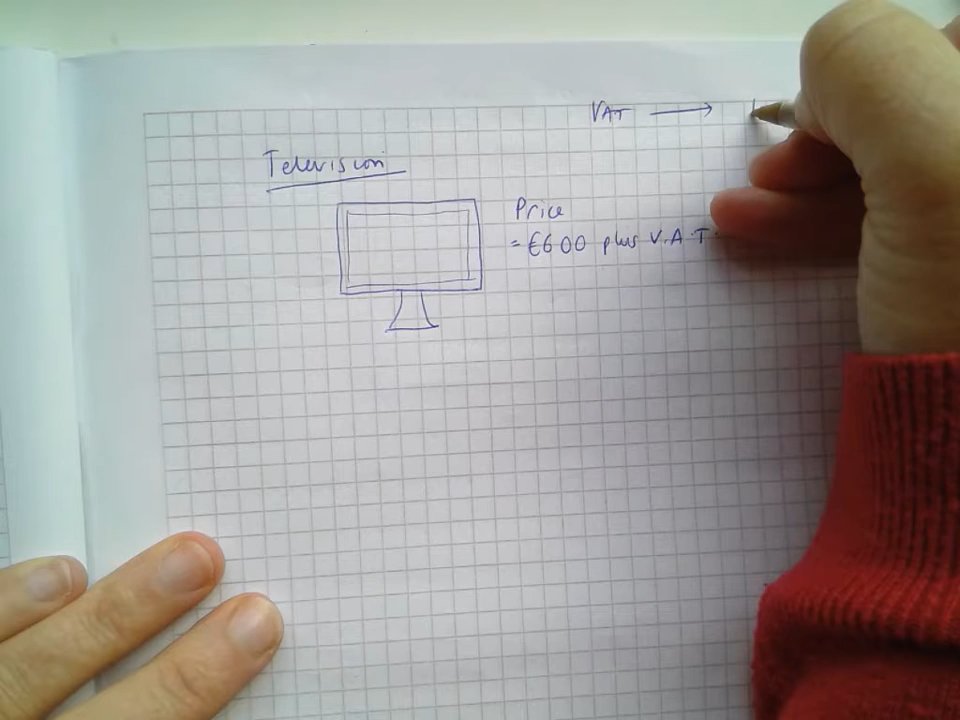 VAT →
Television
Price
= €600 plus V.A.T.